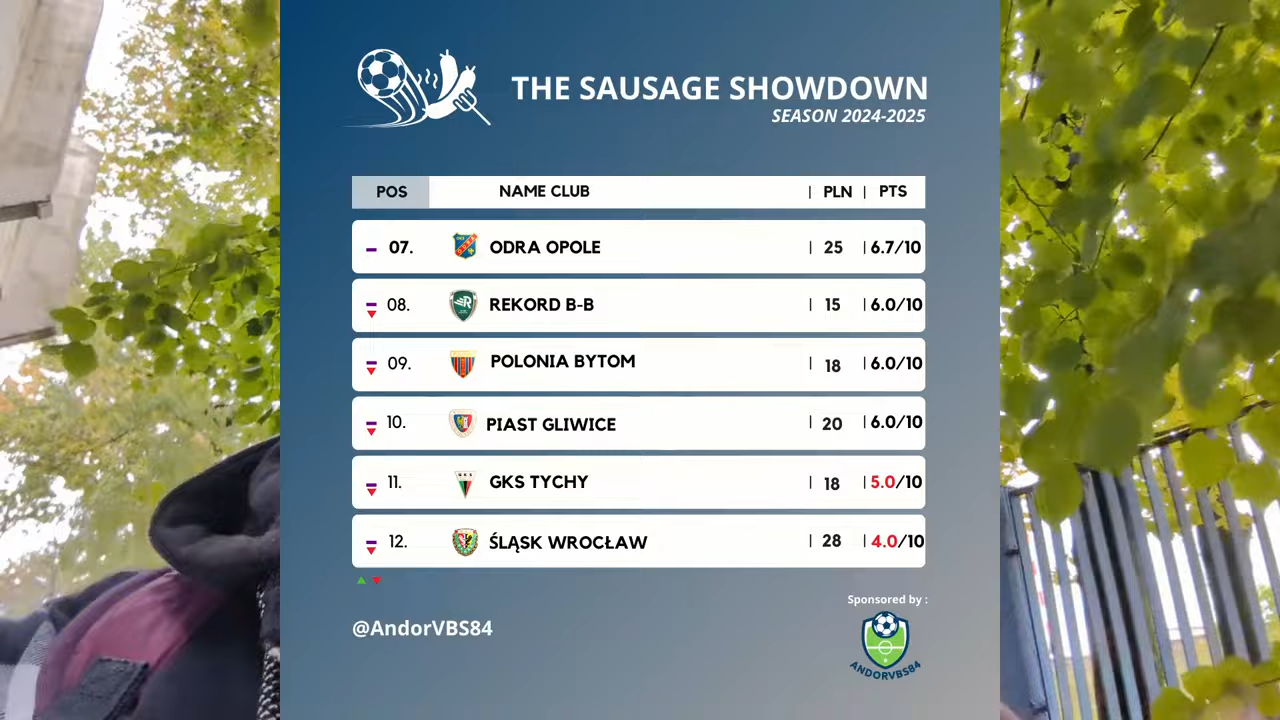 THE SAUSAGE SHOWDOWN
SEASON 2024-2025
POS NAME CLUB | PLN | PTS
07. ODRA OPOLE | 25 | 6.7/10
08. REKORD B-B | 15 | 6.0/10
09. POLONIA BYTOM | 18 | 6.0/10
10. PIAST GLIWICE | 20 | 6.0/10
11. GKS TYCHY | 18 | 5.0/10
12. ŚLĄSK WROCŁAW | 28 | 4.0/10
Sponsored by :
@AndorVBS84
ANDORVBS84